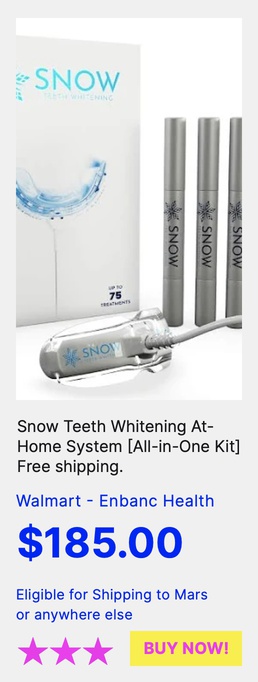 SNOW
TEETH WHITENING
UP TO
75
TREATMENTS
SNOW
SNOW
SNOW
SNOW
Snow Teeth Whitening At-
Home System [All-in-One Kit]
Free shipping.
Walmart - Enbanc Health
$185.00
Eligible for Shipping to Mars
or anywhere else
BUY NOW!